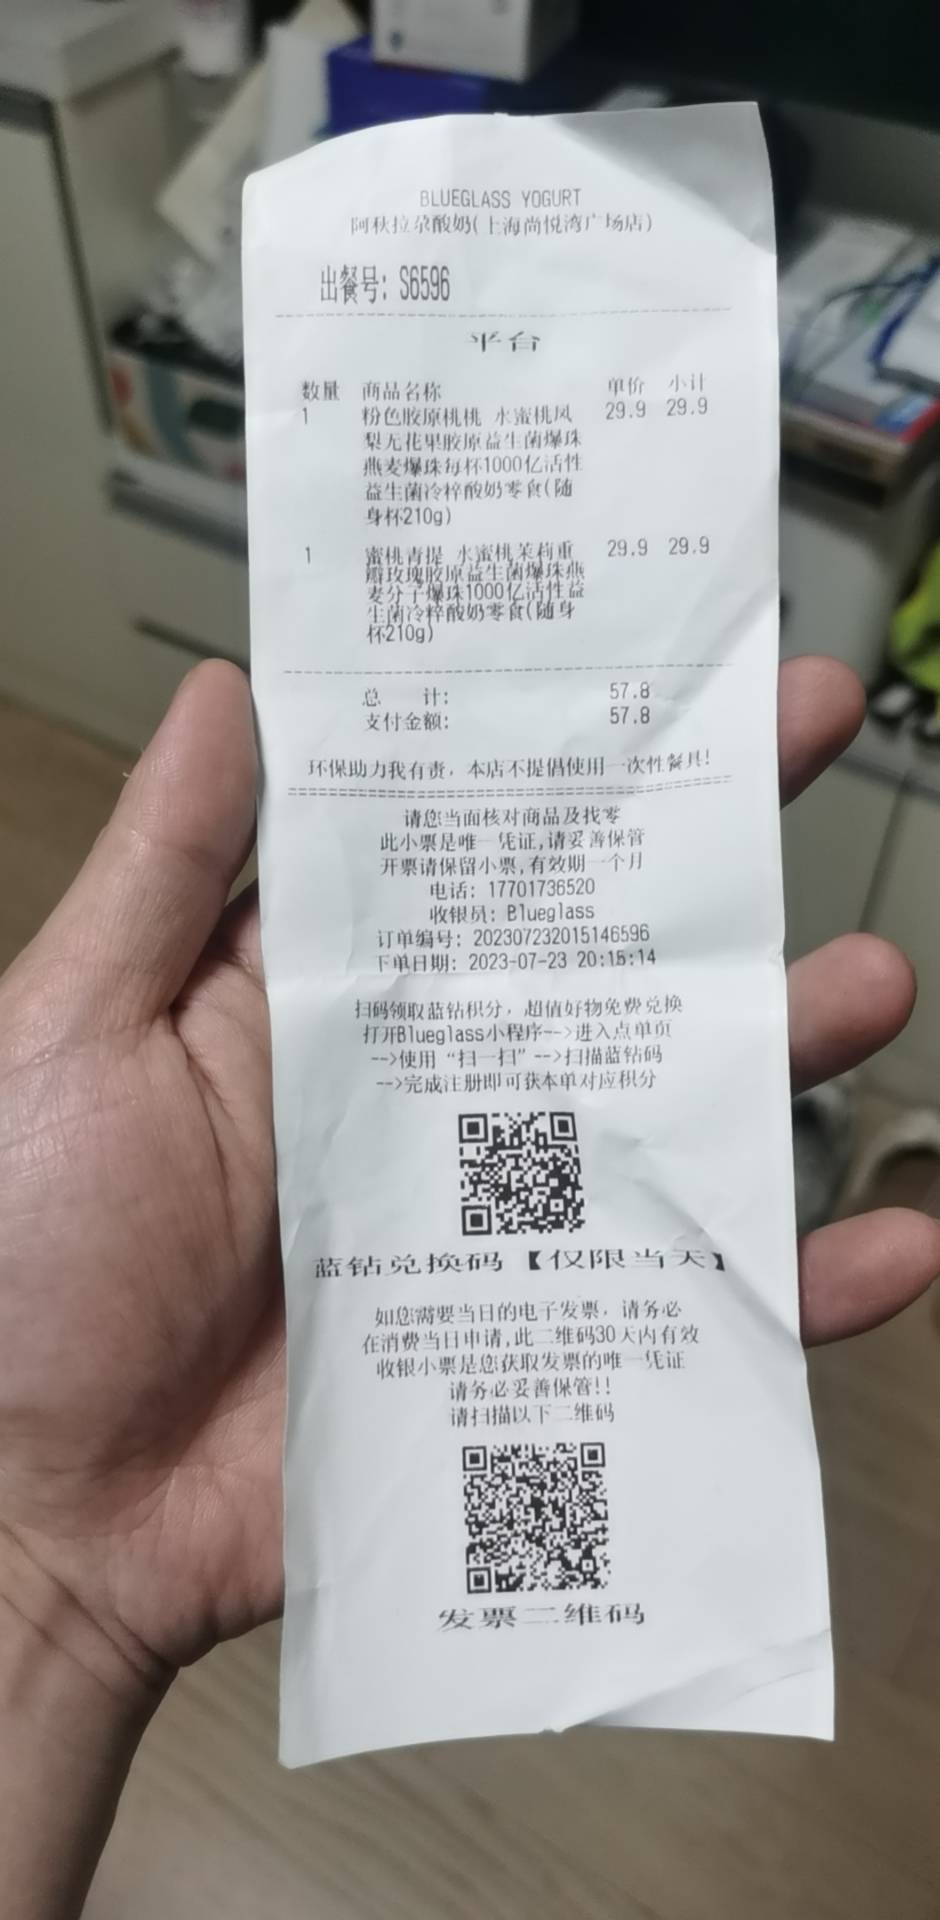 BLUEGLASS YOGURT
阿秋拉尕酸奶(上海尚悦湾广场店)
出餐号: S6596
平台
数量 商品名称 单价 小计
1 粉色胶原桃桃 水蜜桃凤 29.9 29.9
梨无花果胶原益生菌爆珠
燕麦爆珠每杯1000亿活性
益生菌冷榨酸奶零食(随
身杯210g)
1 蜜桃青提 水蜜桃茉莉重 29.9 29.9
瓣玫瑰胶原益生菌爆珠燕
麦分子爆珠1000亿活性益
生菌冷粹酸奶零食(随身
杯210g)
总 计: 57.8
支付金额: 57.8
环保助力我有责，本店不提倡使用一次性餐具!
请您当面核对商品及找零
此小票是唯一凭证,请妥善保管
开票请保留小票,有效期一个月
电话: 17701736520
收银员: Blueglass
订单编号: 202307232015146596
下单日期: 2023-07-23 20:15:14
扫码领取蓝钻积分，超值好物免费兑换
打开Blueglass小程序-->进入点单页
-->使用“扫一扫”-->扫描蓝钻码
-->完成注册即可获本单对应积分
蓝钻兑换码【仅限当天】
如您需要当日的电子发票，请务必
在消费当日申请,此二维码30天内有效
收银小票是您获取发票的唯一凭证
请务必妥善保管!!
请扫描以下二维码
发票二维码